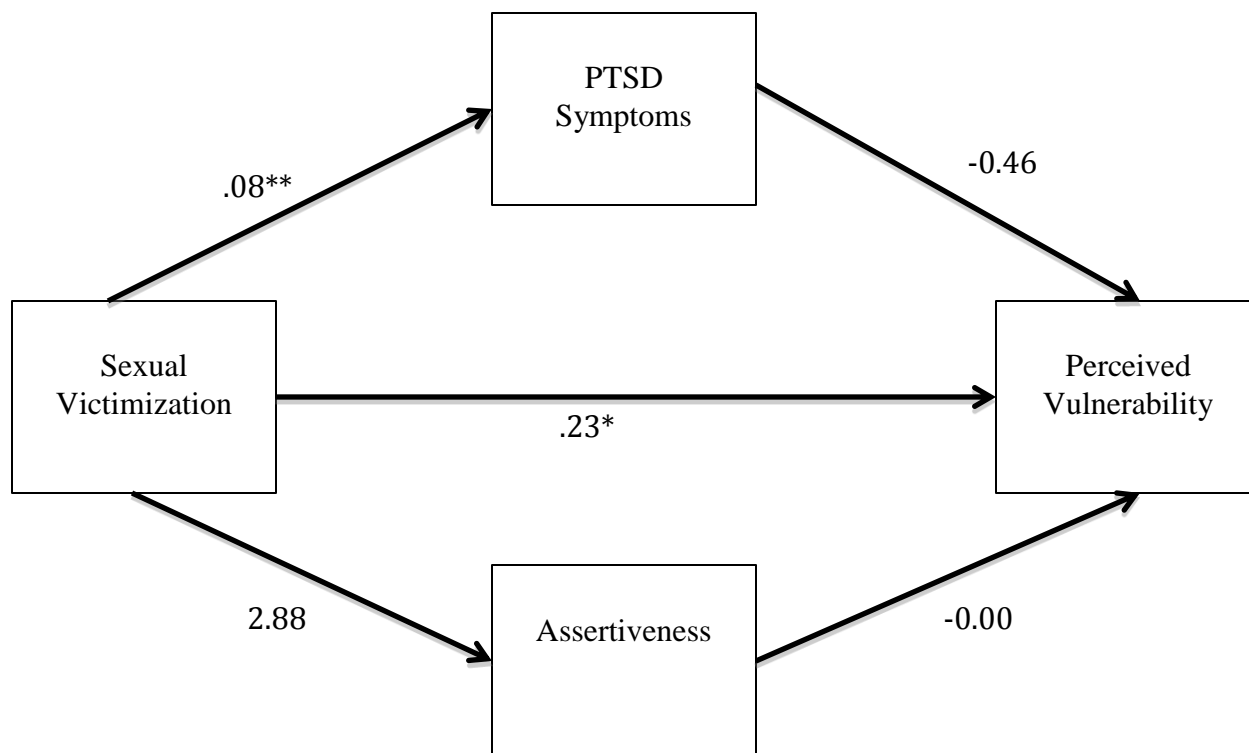 PTSD
Symptoms
.08**
-0.46
Sexual
Victimization
.23*
Perceived
Vulnerability
2.88
Assertiveness
-0.00